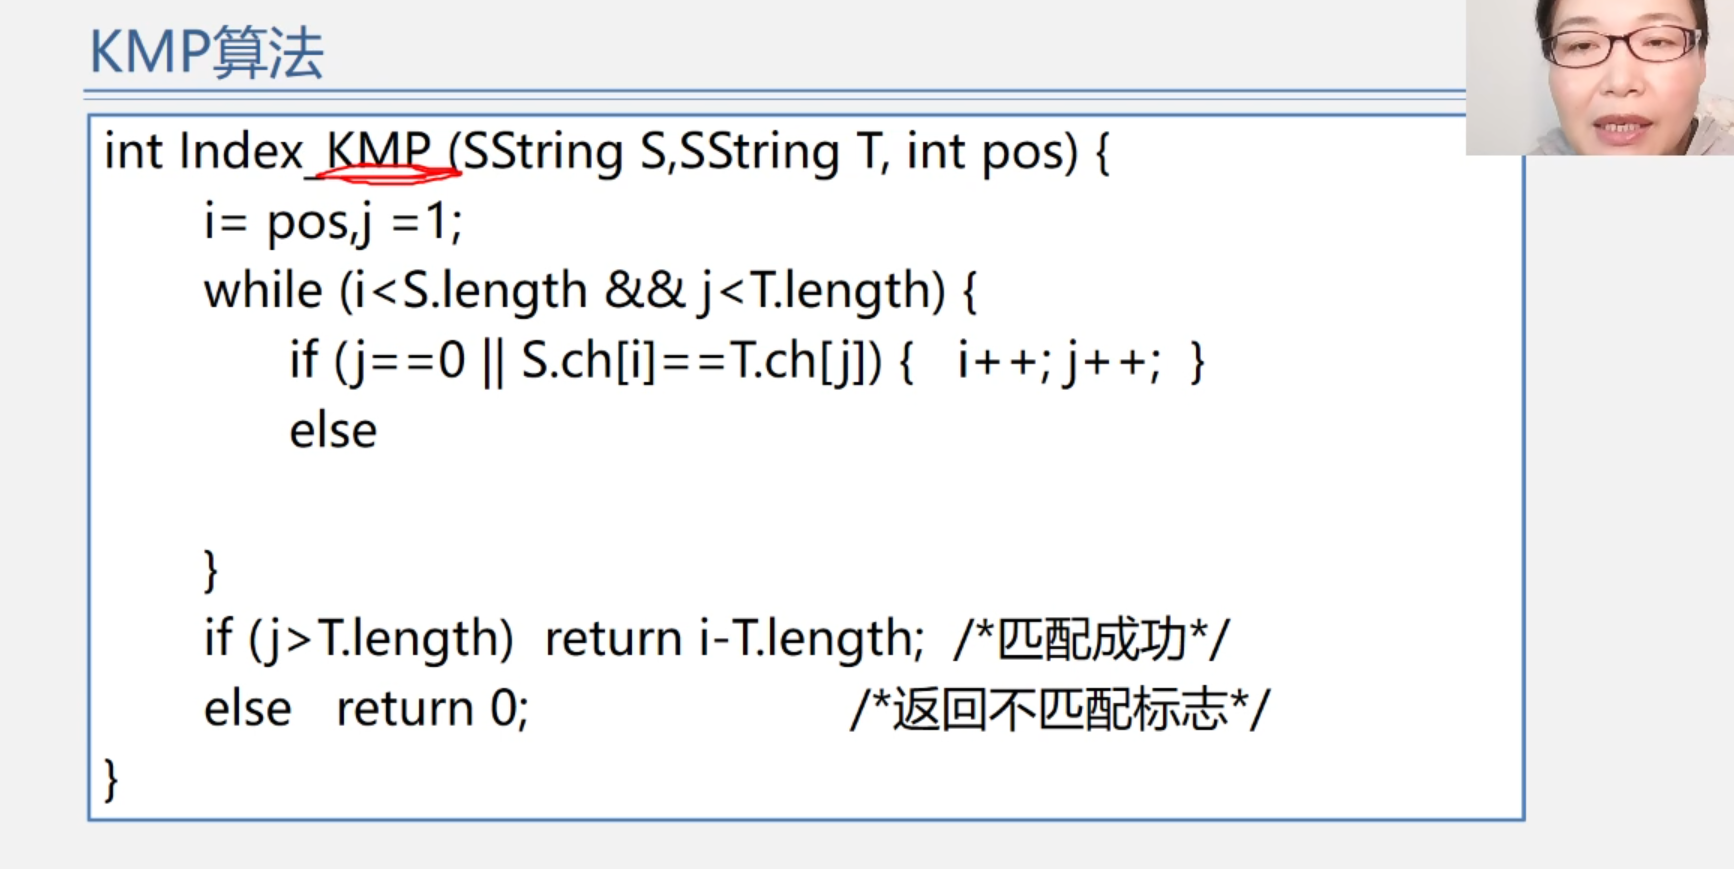 KMP算法
int Index_KMP (SString S,SString T, int pos) {
i= pos,j =1;
while (i<S.length && j<T.length) {
if (j==0 || S.ch[i]==T.ch[j]) { i++; j++; }
else
}
if (j>T.length) return i-T.length; /*匹配成功*/
else return 0; /*返回不匹配标志*/
}